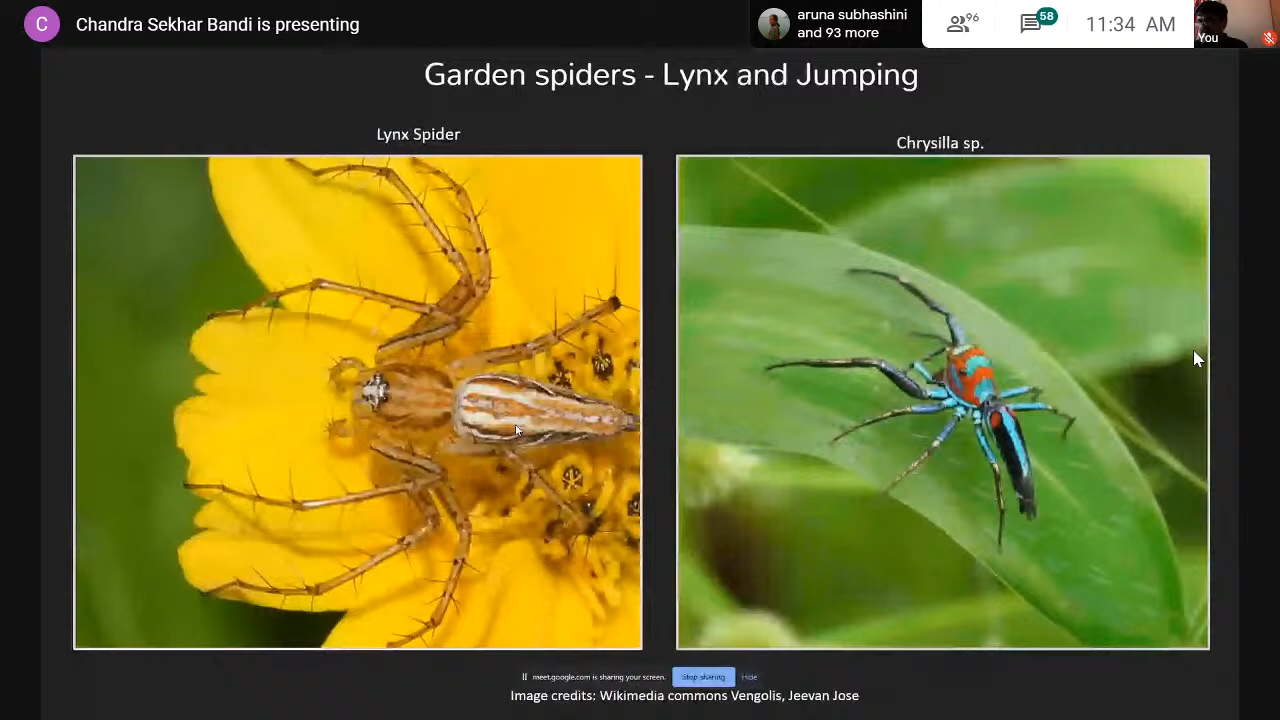 C
Chandra Sekhar Bandi is presenting
aruna subhashini
and 93 more
96
58
11:34 AM
You
Garden spiders - Lynx and Jumping
Lynx Spider
Chrysilla sp.
meet.google.com is sharing your screen.
Stop sharing
Hide
Image credits: Wikimedia commons Vengolis, Jeevan Jose